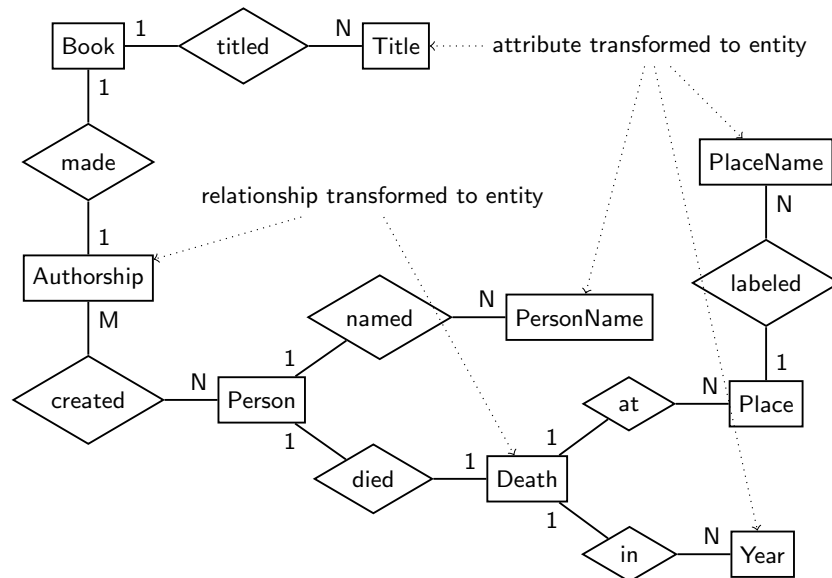 Book
1
titled
N
Title
attribute transformed to entity
1
made
PlaceName
N
relationship transformed to entity
1
Authorship
M
labeled
named
N
PersonName
1
1
created
N
Person
at
N
Place
1
1
died
1
Death
1
in
N
Year